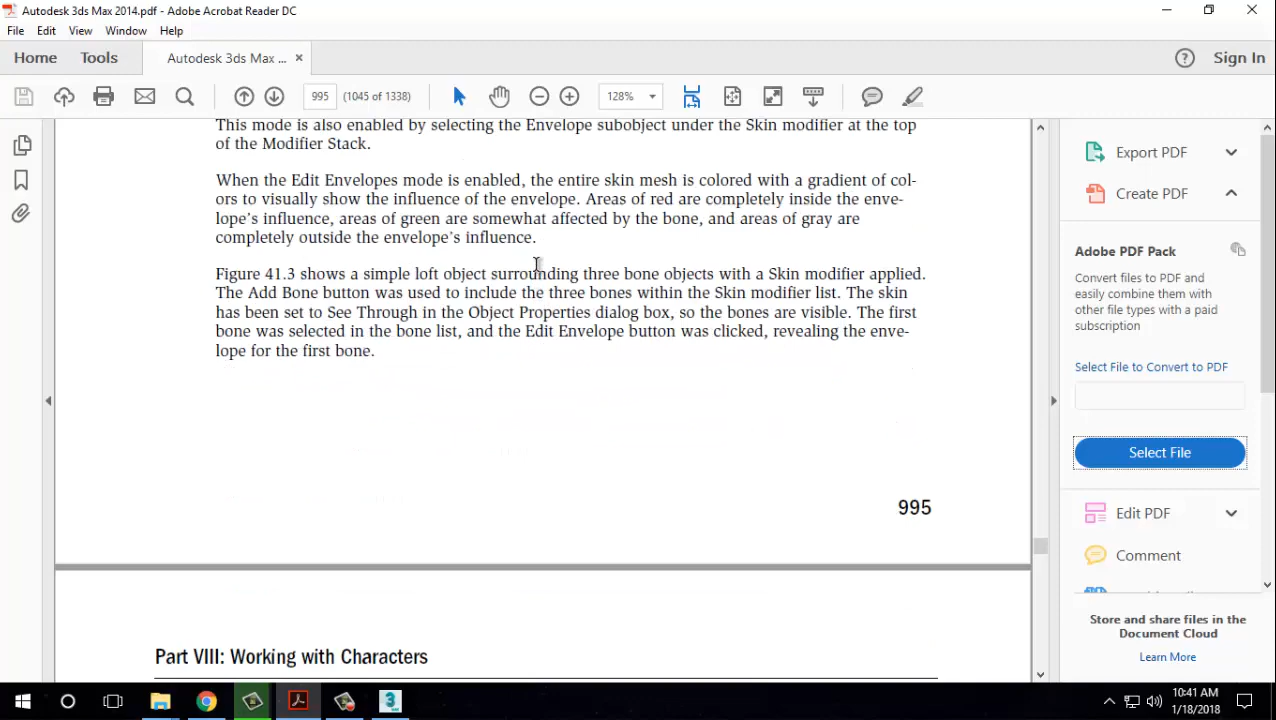 Autodesk 3ds Max 2014.pdf - Adobe Acrobat Reader DC
File Edit View Window Help
Home Tools Autodesk 3ds Max ... × Sign In
995 (1045 of 1338) 128%
This mode is also enabled by selecting the Envelope subobject under the Skin modifier at the top
of the Modifier Stack.
When the Edit Envelopes mode is enabled, the entire skin mesh is colored with a gradient of col-
ors to visually show the influence of the envelope. Areas of red are completely inside the enve-
lope's influence, areas of green are somewhat affected by the bone, and areas of gray are
completely outside the envelope's influence.
Figure 41.3 shows a simple loft object surrounding three bone objects with a Skin modifier applied.
The Add Bone button was used to include the three bones within the Skin modifier list. The skin
has been set to See Through in the Object Properties dialog box, so the bones are visible. The first
bone was selected in the bone list, and the Edit Envelope button was clicked, revealing the enve-
lope for the first bone.
995
Part VIII: Working with Characters
Export PDF
Create PDF
Adobe PDF Pack
Convert files to PDF and
easily combine them with
other file types with a paid
subscription
Select File to Convert to PDF
Select File
Edit PDF
Comment
Store and share files in the
Document Cloud
Learn More
10:41 AM
1/18/2018